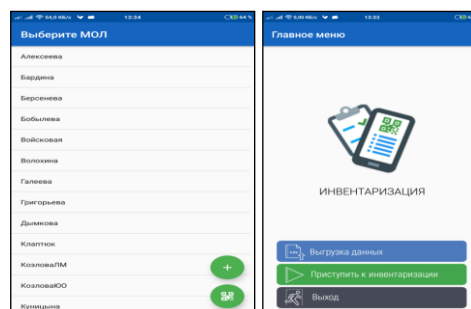 13:34
64 %
Выберите МОЛ
Алексеева
Бардина
Берсенева
Бобылева
Войсковая
Волохина
Галеева
Григорьева
Дымкова
Клаптюк
КозловаЛМ
КозловаЮО
Куницына
13:33
Главное меню
ИНВЕНТАРИЗАЦИЯ
Выгрузка данных
Приступить к инвентаризации
Выход